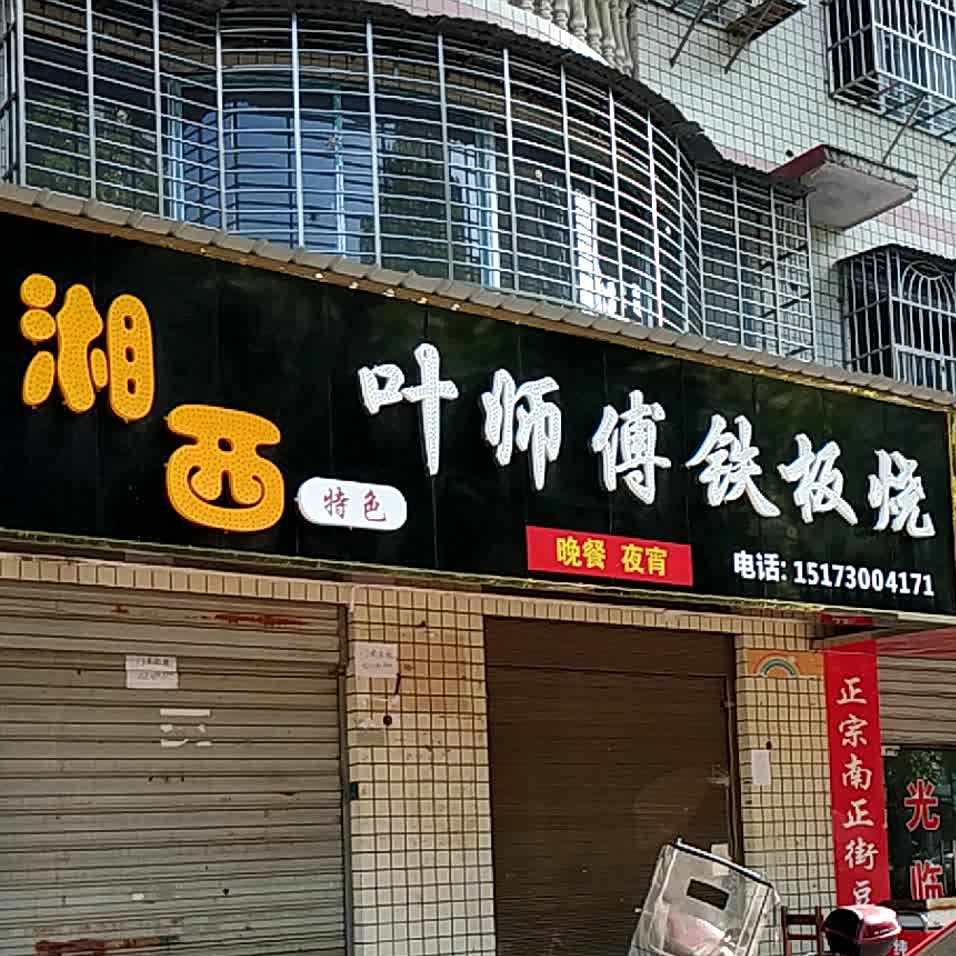 湘西
特色
叶师傅铁板烧
晚餐 夜宵
电话: 15173004171
正宗南正街豆
光临